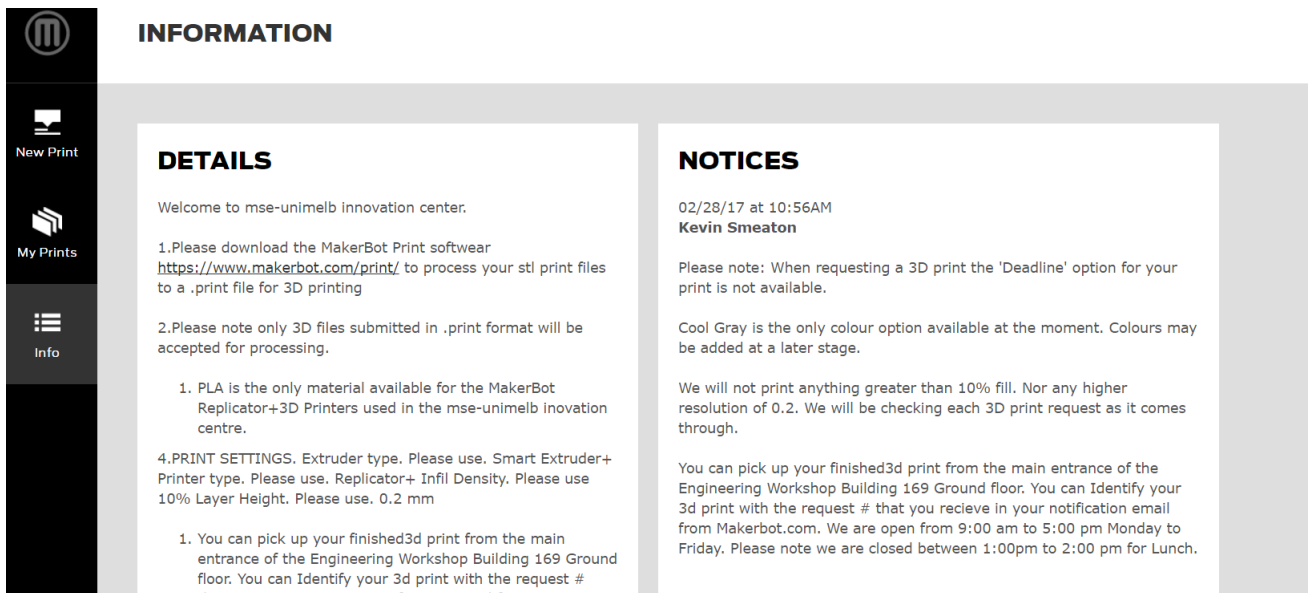 INFORMATION
New Print
My Prints
Info
DETAILS
Welcome to mse-unimelb innovation center.
1.Please download the MakerBot Print softwear
https://www.makerbot.com/print/ to process your stl print files
to a .print file for 3D printing
2.Please note only 3D files submitted in .print format will be
accepted for processing.
1. PLA is the only material available for the MakerBot
Replicator+3D Printers used in the mse-unimelb inovation
centre.
4.PRINT SETTINGS. Extruder type. Please use. Smart Extruder+
Printer type. Please use. Replicator+ Infil Density. Please use
10% Layer Height. Please use. 0.2 mm
1. You can pick up your finished3d print from the main
entrance of the Engineering Workshop Building 169 Ground
floor. You can Identify your 3d print with the request #
NOTICES
02/28/17 at 10:56AM
Kevin Smeaton
Please note: When requesting a 3D print the 'Deadline' option for your
print is not available.
Cool Gray is the only colour option available at the moment. Colours may
be added at a later stage.
We will not print anything greater than 10% fill. Nor any higher
resolution of 0.2. We will be checking each 3D print request as it comes
through.
You can pick up your finished3d print from the main entrance of the
Engineering Workshop Building 169 Ground floor. You can Identify your
3d print with the request # that you recieve in your notification email
from Makerbot.com. We are open from 9:00 am to 5:00 pm Monday to
Friday. Please note we are closed between 1:00pm to 2:00 pm for Lunch.